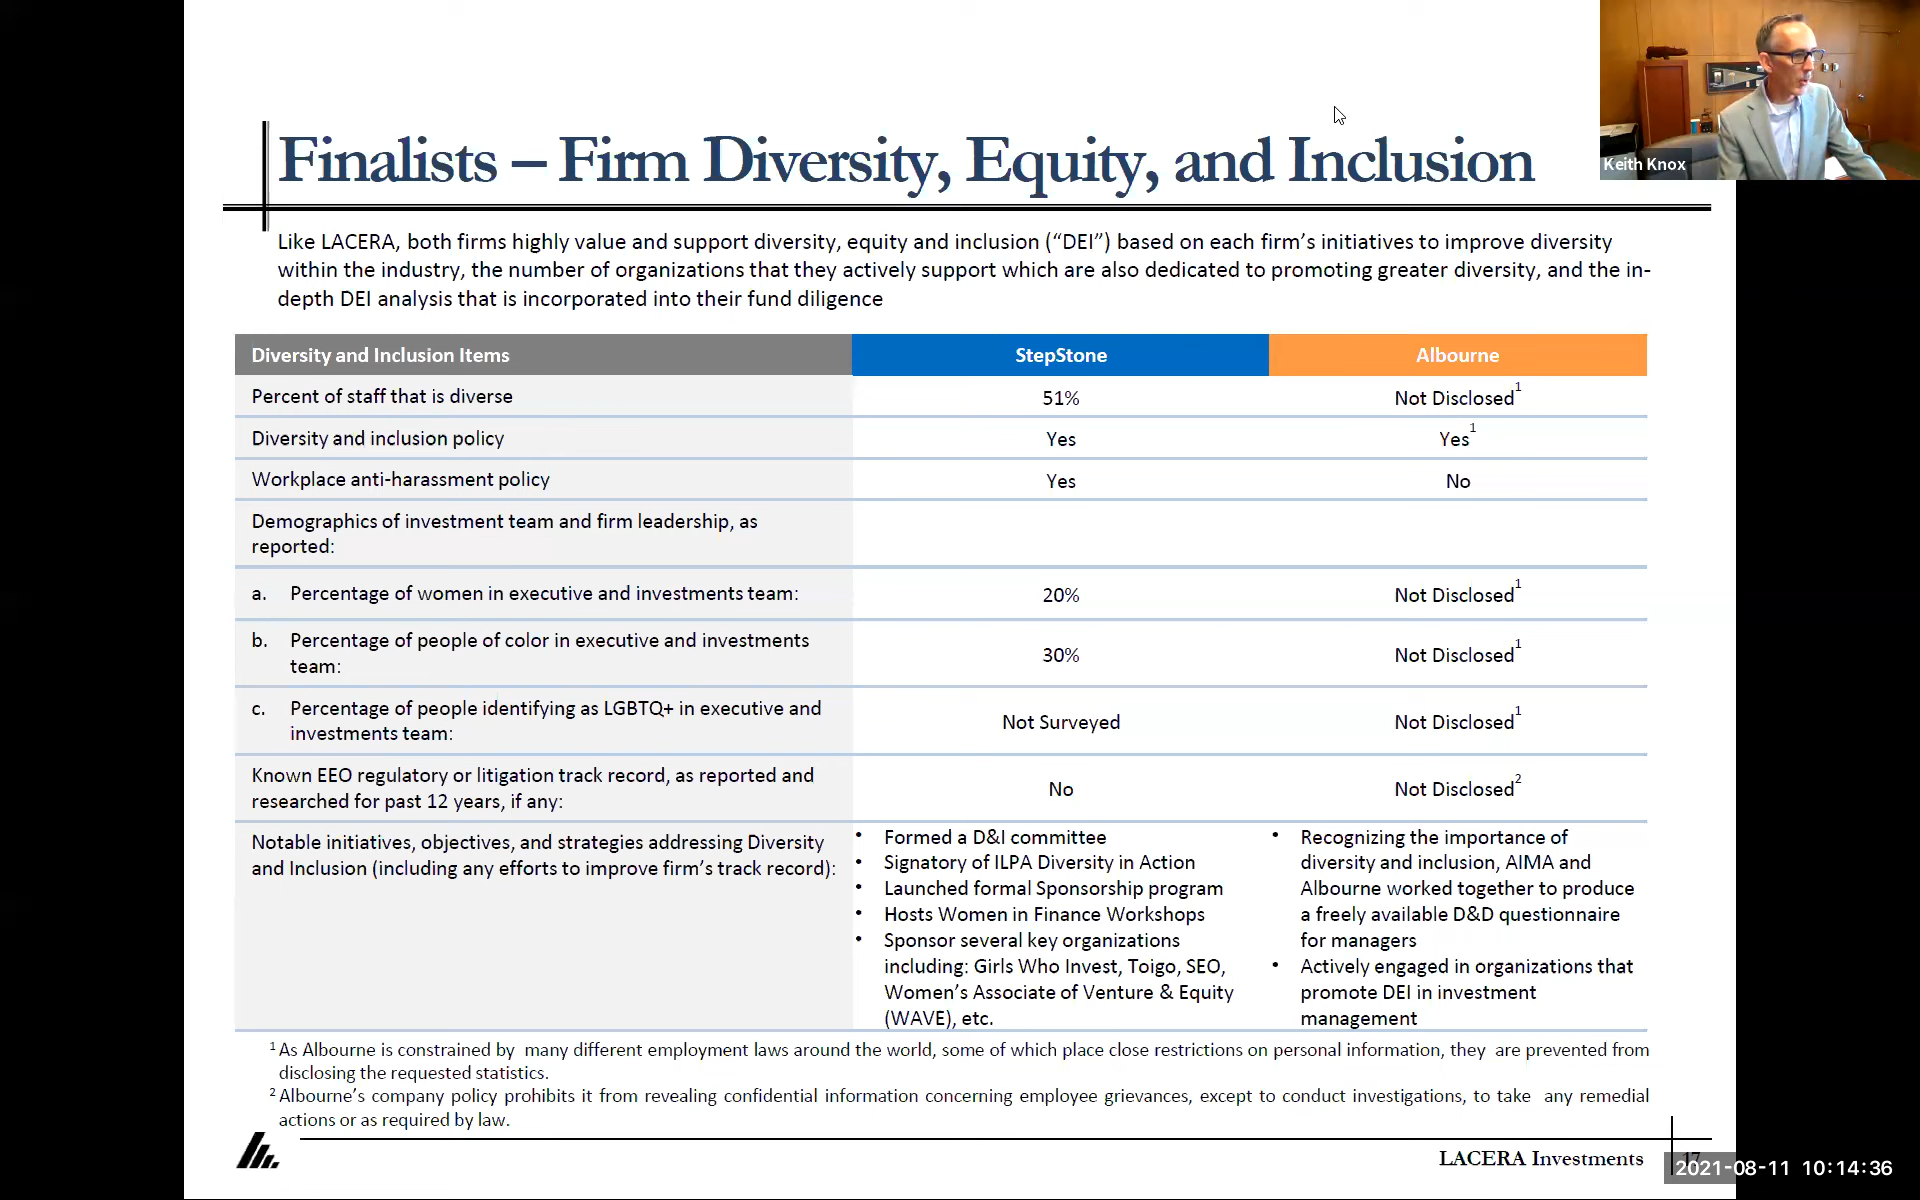 Keith Knox
Finalists – Firm Diversity, Equity, and Inclusion
Like LACERA, both firms highly value and support diversity, equity and inclusion (“DEI”) based on each firm’s initiatives to improve diversity
within the industry, the number of organizations that they actively support which are also dedicated to promoting greater diversity, and the in-
depth DEI analysis that is incorporated into their fund diligence
Diversity and Inclusion Items StepStone Albourne
Percent of staff that is diverse 51% Not Disclosed1
Diversity and inclusion policy Yes Yes1
Workplace anti-harassment policy Yes No
Demographics of investment team and firm leadership, as
reported:
a. Percentage of women in executive and investments team: 20% Not Disclosed1
b. Percentage of people of color in executive and investments
team: 30% Not Disclosed1
c. Percentage of people identifying as LGBTQ+ in executive and
investments team: Not Surveyed Not Disclosed1
Known EEO regulatory or litigation track record, as reported and
researched for past 12 years, if any: No Not Disclosed2
Notable initiatives, objectives, and strategies addressing Diversity
and Inclusion (including any efforts to improve firm’s track record):
• Formed a D&I committee
• Signatory of ILPA Diversity in Action
• Launched formal Sponsorship program
• Hosts Women in Finance Workshops
• Sponsor several key organizations
including: Girls Who Invest, Toigo, SEO,
Women’s Associate of Venture & Equity
(WAVE), etc.
• Recognizing the importance of
diversity and inclusion, AIMA and
Albourne worked together to produce
a freely available D&D questionnaire
for managers
• Actively engaged in organizations that
promote DEI in investment
management
1 As Albourne is constrained by many different employment laws around the world, some of which place close restrictions on personal information, they are prevented from
disclosing the requested statistics.
2 Albourne’s company policy prohibits it from revealing confidential information concerning employee grievances, except to conduct investigations, to take any remedial
actions or as required by law.
LACERA Investments
17
2021-08-11 10:14:36